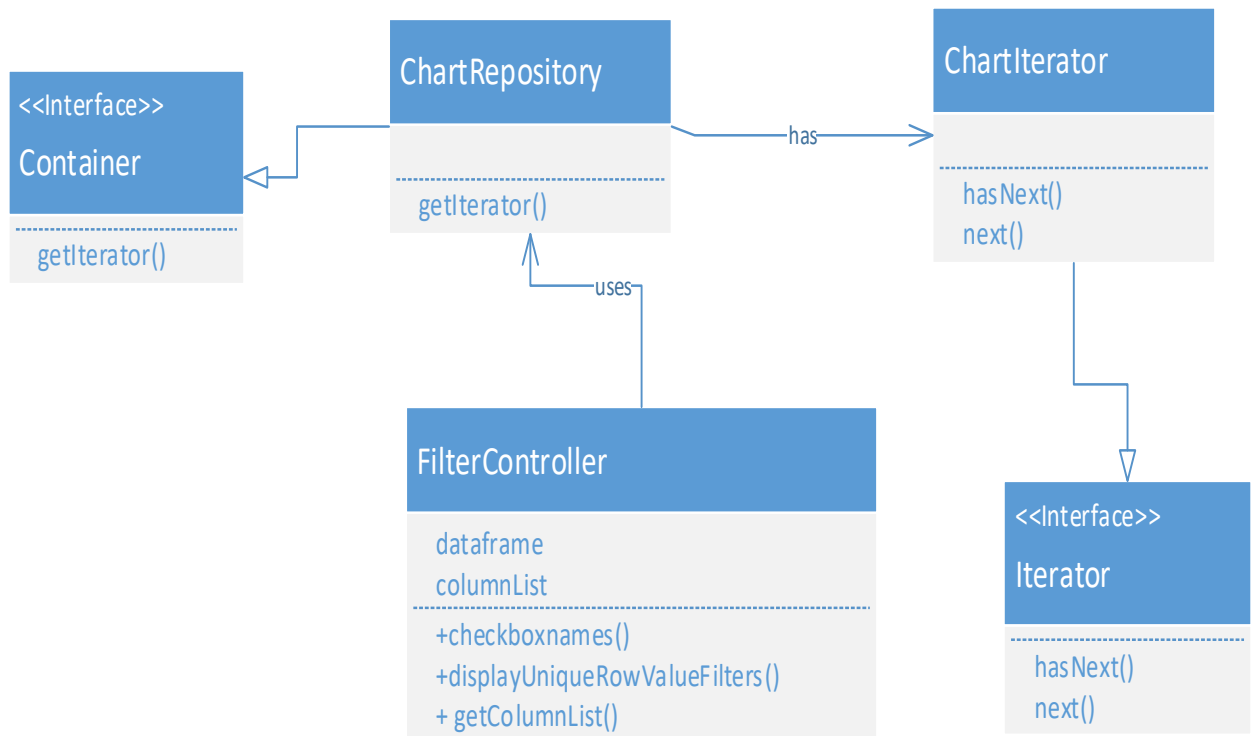 <<Interface>>
Container
getIterator()
ChartRepository
getIterator()
has
ChartIterator
hasNext()
next()
uses
FilterController
dataframe
columnList
+checkboxnames()
+displayUniqueRowValueFilters()
+ getColumnList()
<<Interface>>
Iterator
hasNext()
next()